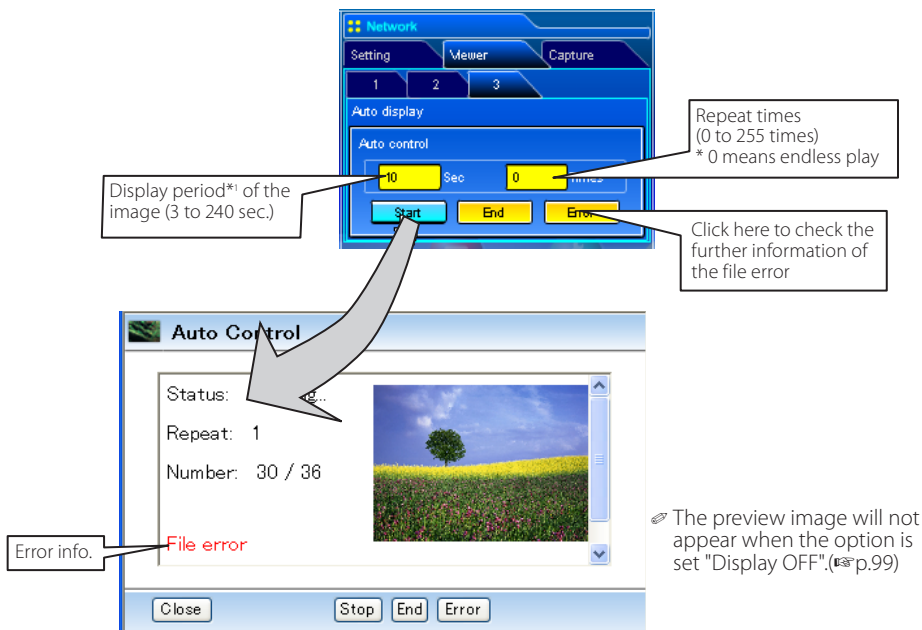 Network
Setting Viewer Capture
1 2 3
Auto display
Auto control
10 Sec 0
Start End Error
Repeat times
(0 to 255 times)
* 0 means endless play
Display period*1 of the
image (3 to 240 sec.)
Click here to check the
further information of
the file error
Auto Control
Status:
Repeat: 1
Number: 30 / 36
File error
Error info.
Close Stop End Error
✐ The preview image will not
appear when the option is
set "Display OFF".(☞p.99)